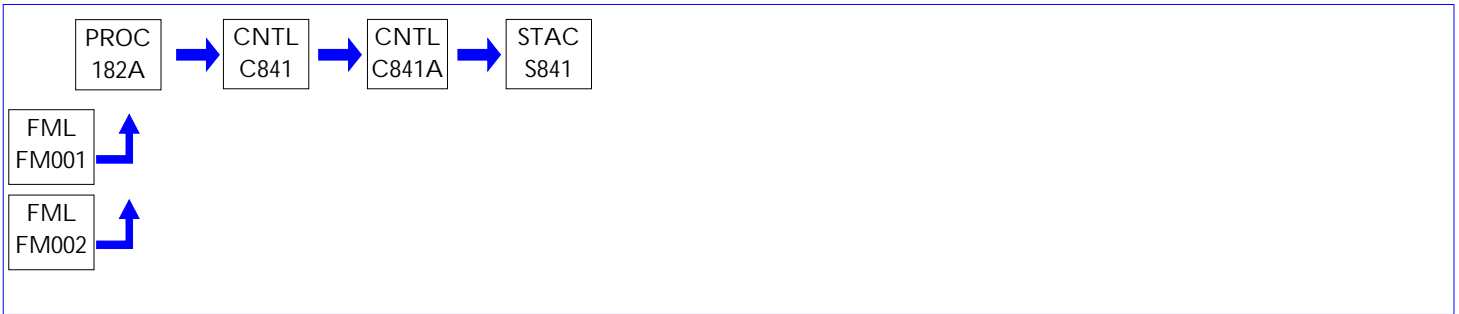 PROC
182A
CNTL
C841
CNTL
C841A
STAC
S841
FML
FM001
FML
FM002